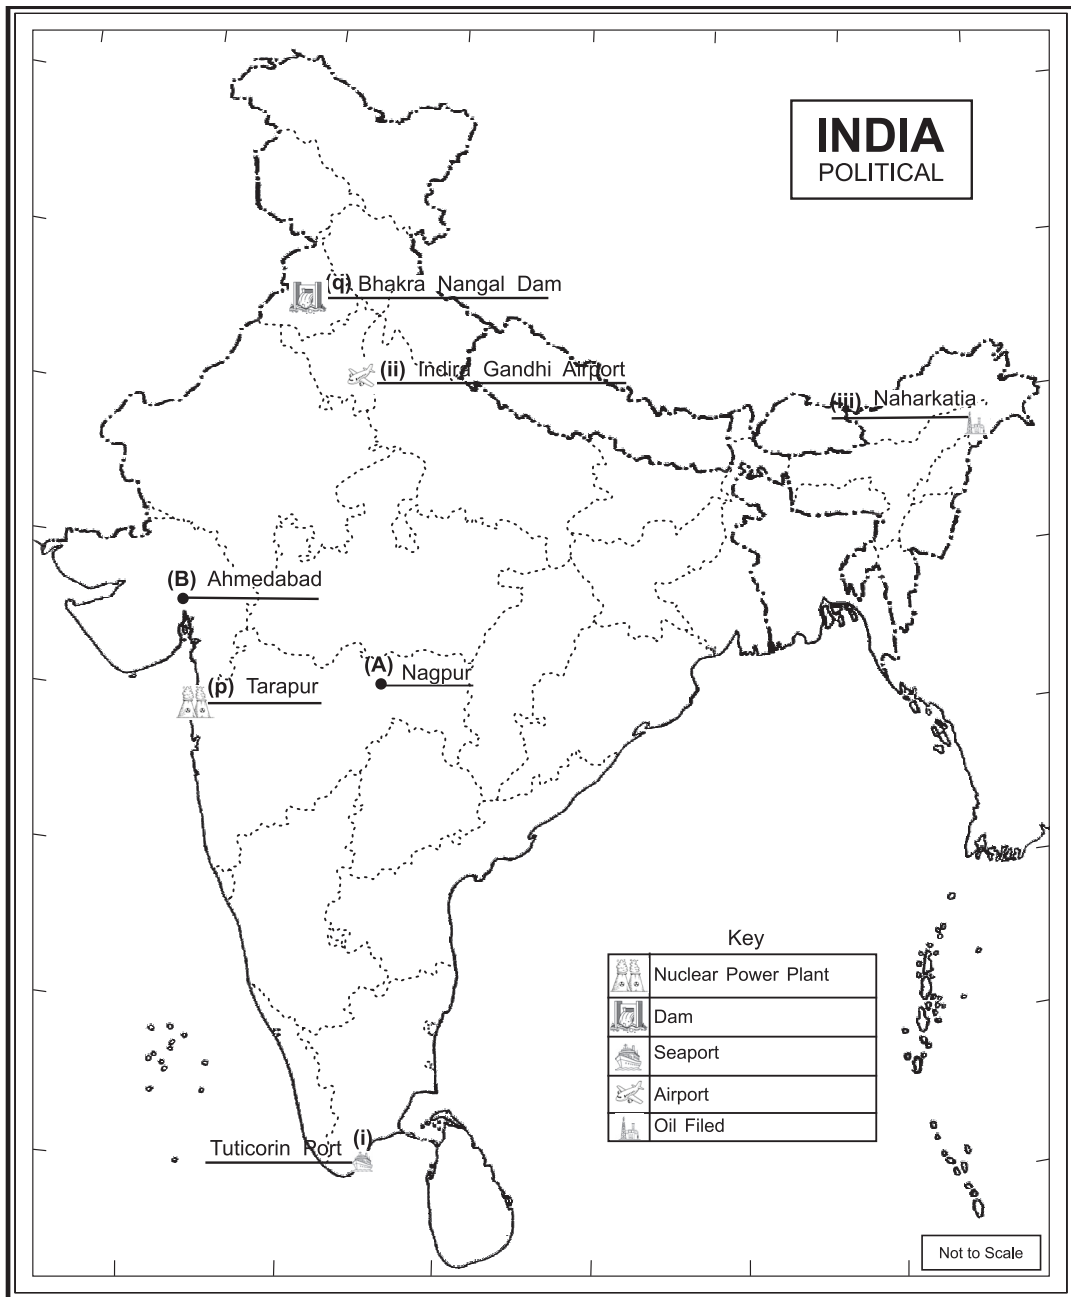 INDIA
POLITICAL
(q) Bhakra Nangal Dam
(ii) Indira Gandhi Airport
(iii) Naharkatia
(B) Ahmedabad
(A) Nagpur
(p) Tarapur
Key
Nuclear Power Plant
Dam
Seaport
Airport
Oil Filed
Tuticorin Port (i)
Not to Scale